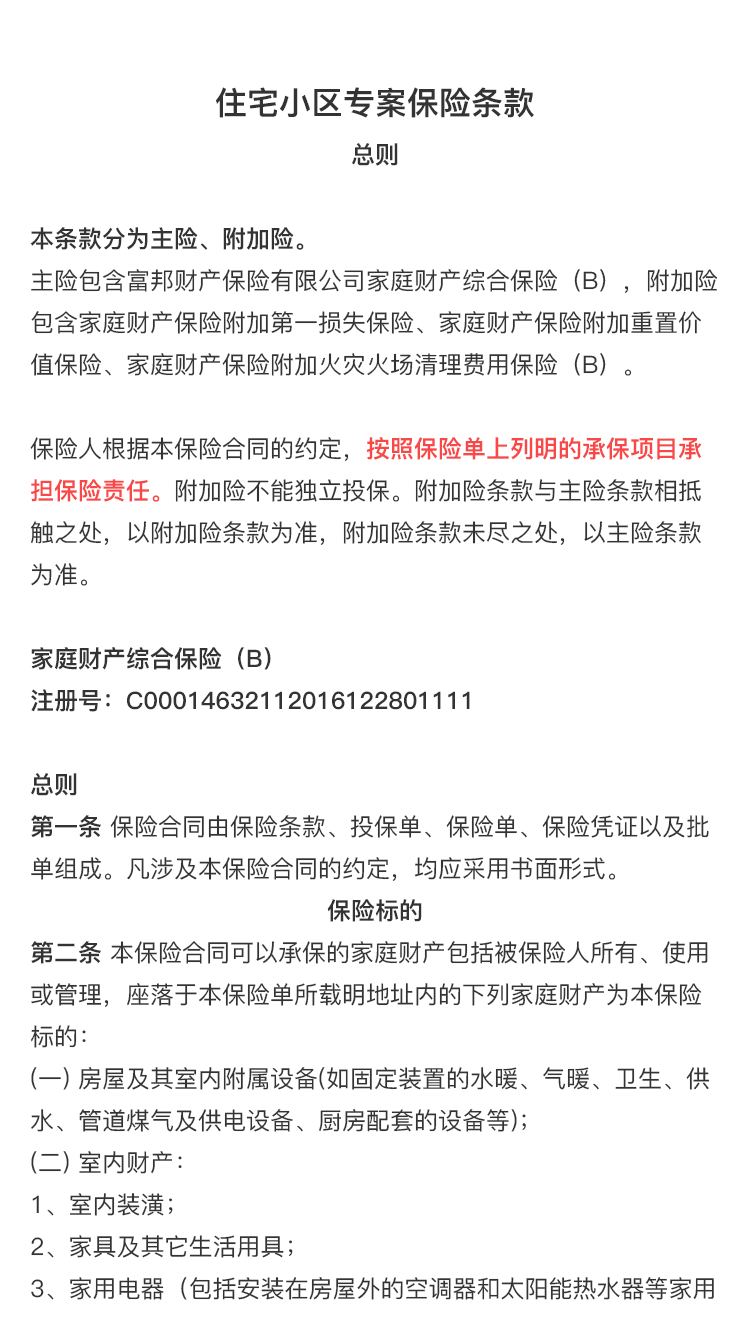 住宅小区专案保险条款
总则
本条款分为主险、附加险。
主险包含富邦财产保险有限公司家庭财产综合保险（B），附加险
包含家庭财产保险附加第一损失保险、家庭财产保险附加重置价
值保险、家庭财产保险附加火灾火场清理费用保险（B）。
保险人根据本保险合同的约定，按照保险单上列明的承保项目承
担保险责任。附加险不能独立投保。附加险条款与主险条款相抵
触之处，以附加险条款为准，附加险条款未尽之处，以主险条款
为准。
家庭财产综合保险（B）
注册号：C00014632112016122801111
总则
第一条 保险合同由保险条款、投保单、保险单、保险凭证以及批
单组成。凡涉及本保险合同的约定，均应采用书面形式。
保险标的
第二条 本保险合同可以承保的家庭财产包括被保险人所有、使用
或管理，座落于本保险单所载明地址内的下列家庭财产为本保险
标的：
(一) 房屋及其室内附属设备(如固定装置的水暖、气暖、卫生、供
水、管道煤气及供电设备、厨房配套的设备等)；
(二) 室内财产：
1、室内装潢；
2、家具及其它生活用具；
3、家用电器（包括安装在房屋外的空调器和太阳能热水器等家用